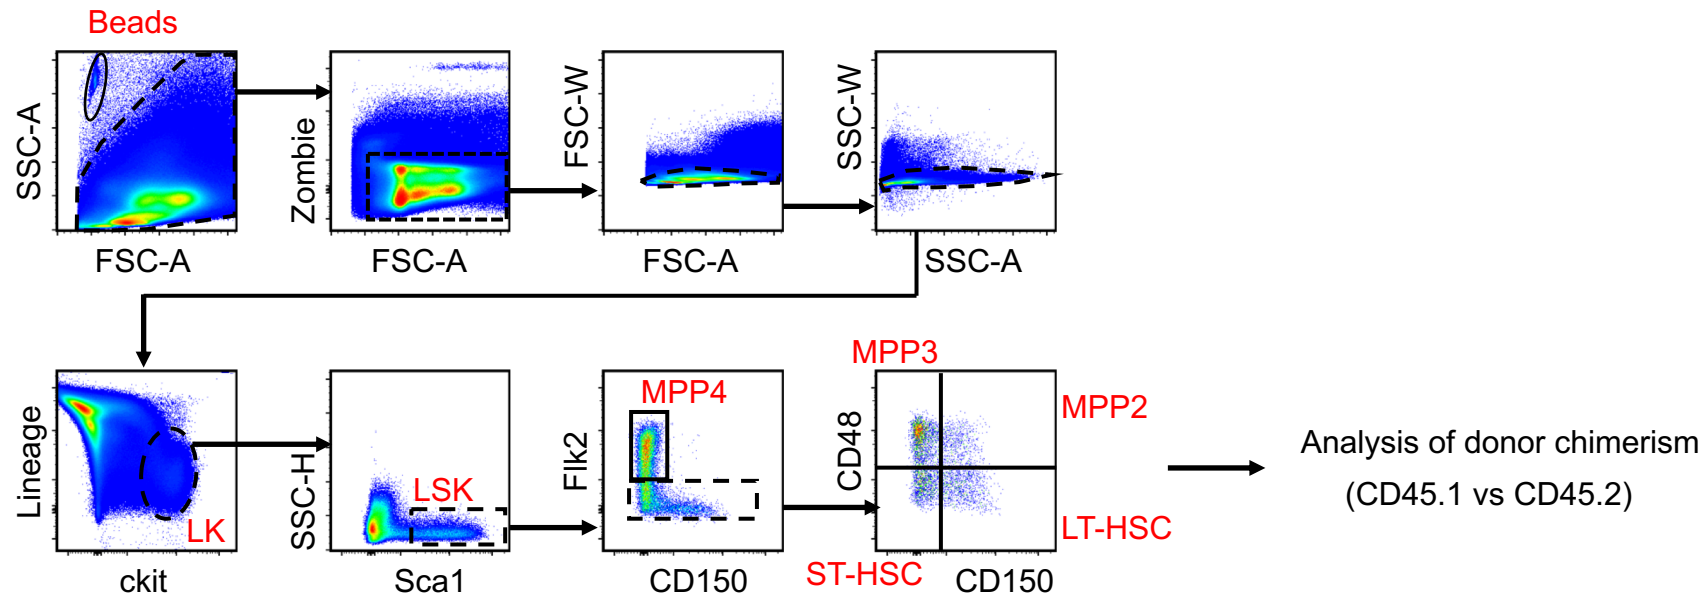 Beads
SSC-A
FSC-A
Zombie
FSC-A
FSC-W
FSC-A
SSC-W
SSC-A
Lineage
LK
ckit
SSC-H
LSK
Sca1
Flk2
MPP4
CD150
MPP3
CD48
MPP2
LT-HSC
ST-HSC
CD150
Analysis of donor chimerism
(CD45.1 vs CD45.2)